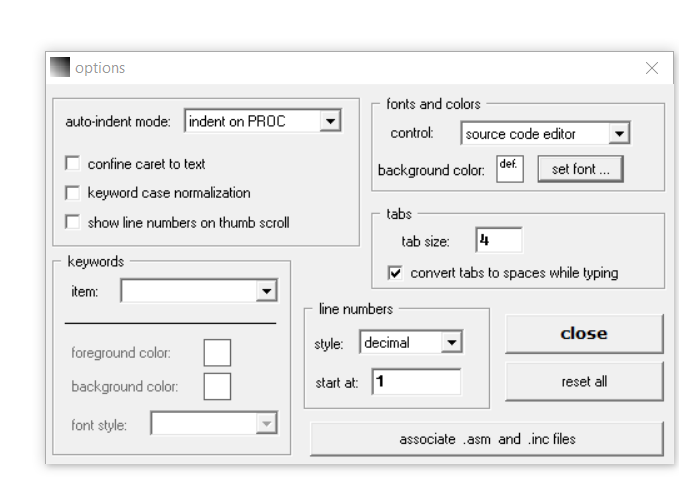 options
auto-indent mode: indent on PROC
confine caret to text
keyword case normalization
show line numbers on thumb scroll
fonts and colors
control: source code editor
background color: def. set font ...
tabs
tab size: 4
convert tabs to spaces while typing
keywords
item:
foreground color:
background color:
font style:
line numbers
style: decimal
start at: 1
close
reset all
associate .asm and .inc files